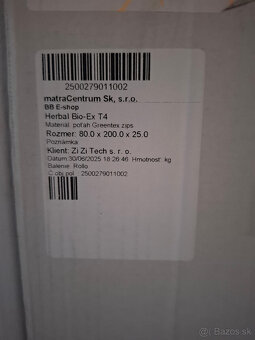 2500279011002
matraCentrum Sk, s.r.o.
BB E-shop
Herbal Bio-Ex T4
Materiál: poťah Greentex zips
Rozmer: 80.0 x 200.0 x 25.0
Poznámka
Klient: Zi Zi Tech s. r. o.
Dátum 30/06/2025 18:26:46 Hmotnosť: kg
Balenie: Rollo
Č.obj.pol. 2500279011002
Bazos.sk